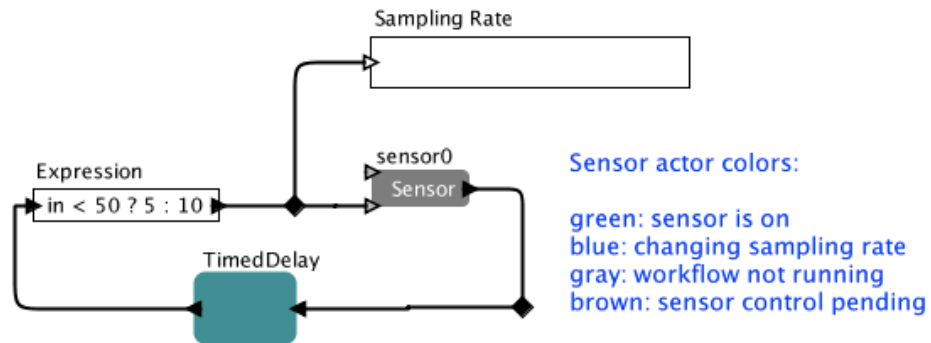 Sampling Rate
sensor0
Sensor
Expression
in < 50 ? 5 : 10
TimedDelay
Sensor actor colors:
green: sensor is on
blue: changing sampling rate
gray: workflow not running
brown: sensor control pending